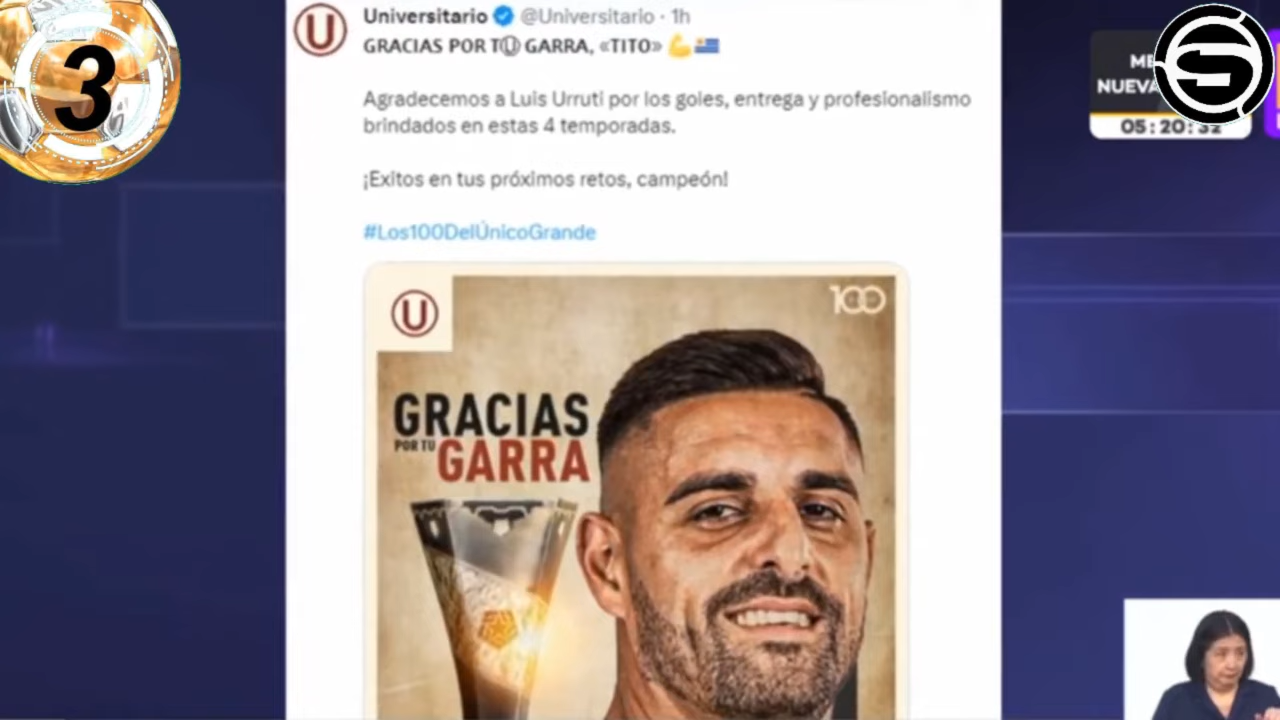 3
Universitario @Universitario · 1h
GRACIAS POR TU GARRA, «TITO» 💪🇺🇾
Agradecemos a Luis Urruti por los goles, entrega y profesionalismo
brindados en estas 4 temporadas.
¡Exitos en tus próximos retos, campeón!
#Los100DelÚnicoGrande
U
U
100
GRACIAS
POR TU GARRA
NUEVA
05:20:32
S